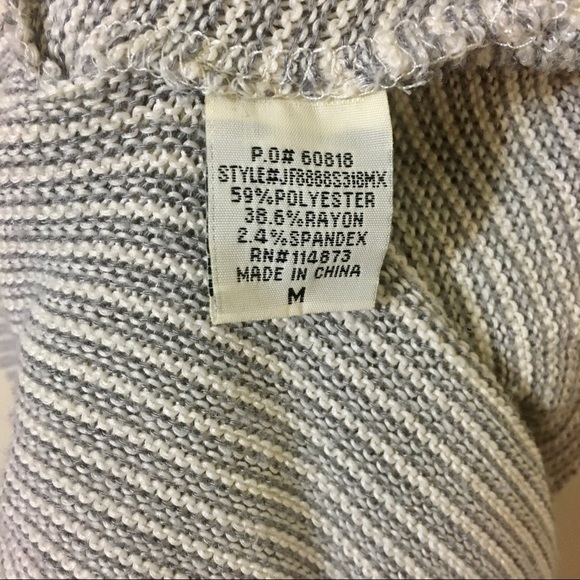 P.O# 60818
STYLE#JF8888S318MX
59%POLYESTER
38.6%RAYON
2.4%SPANDEX
RN#114873
MADE IN CHINA
M